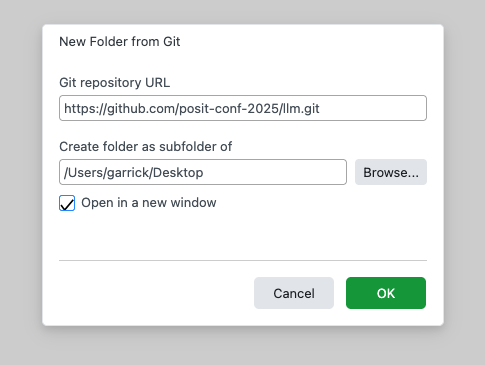 New Folder from Git
Git repository URL
https://github.com/posit-conf-2025/llm.git
Create folder as subfolder of
/Users/garrick/Desktop
Browse...
Open in a new window
Cancel
OK